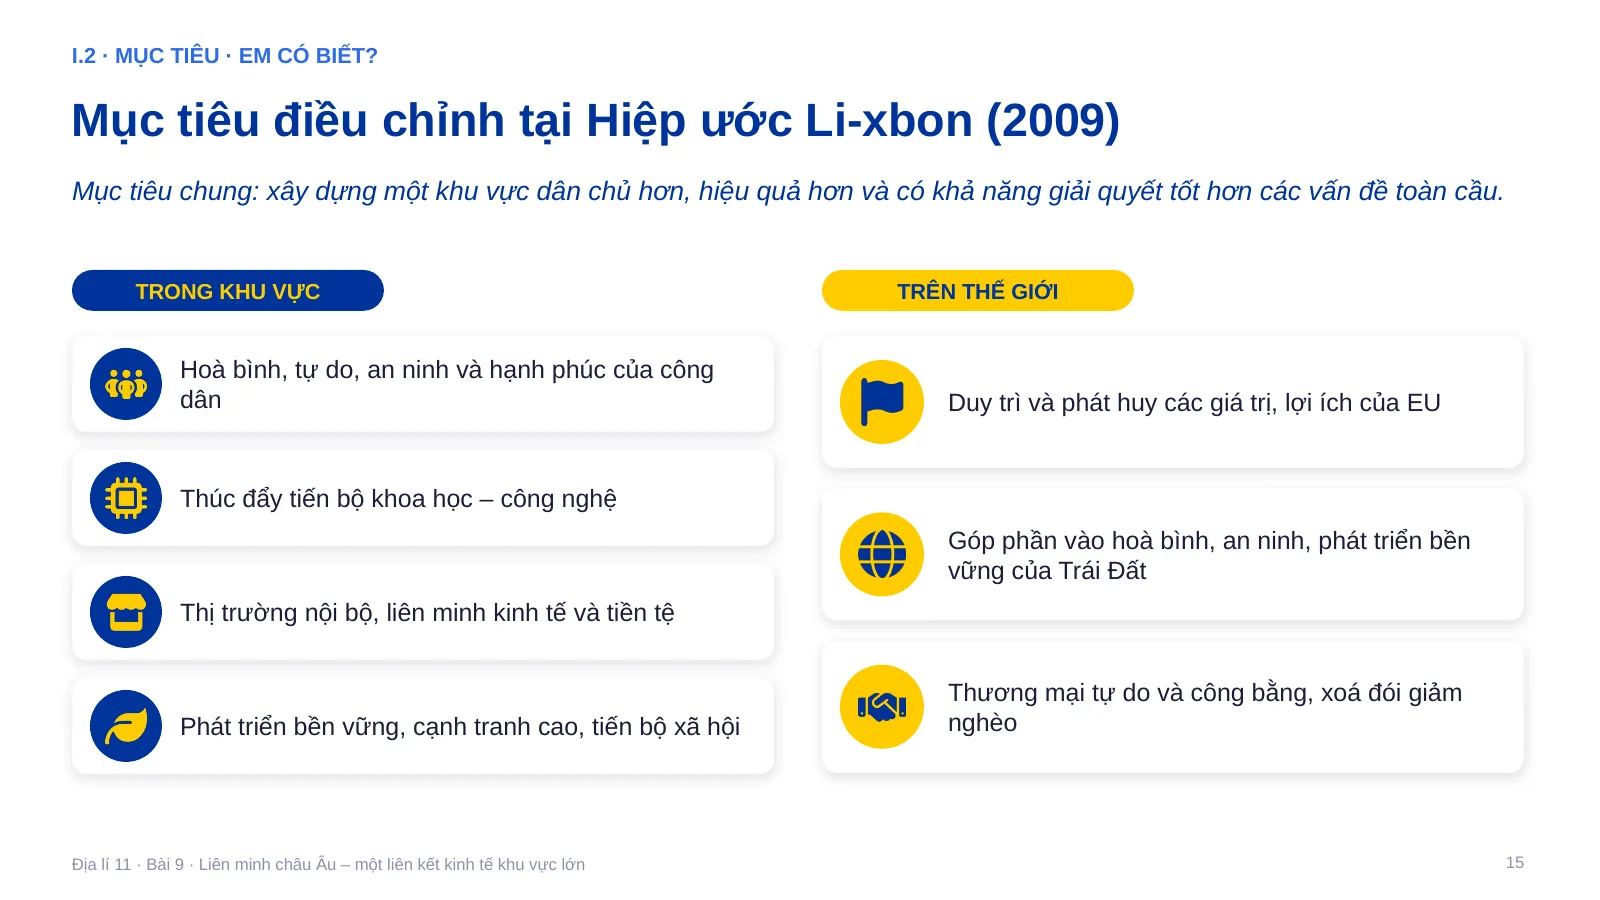 I.2 · MỤC TIÊU · EM CÓ BIẾT?
Mục tiêu điều chỉnh tại Hiệp ước Li-xbon (2009)
Mục tiêu chung: xây dựng một khu vực dân chủ hơn, hiệu quả hơn và có khả năng giải quyết tốt hơn các vấn đề toàn cầu.
TRONG KHU VỰC
Hoà bình, tự do, an ninh và hạnh phúc của công
dân
Thúc đẩy tiến bộ khoa học – công nghệ
Thị trường nội bộ, liên minh kinh tế và tiền tệ
Phát triển bền vững, cạnh tranh cao, tiến bộ xã hội
TRÊN THẾ GIỚI
Duy trì và phát huy các giá trị, lợi ích của EU
Góp phần vào hoà bình, an ninh, phát triển bền
vững của Trái Đất
Thương mại tự do và công bằng, xoá đói giảm
nghèo
Địa lí 11 · Bài 9 · Liên minh châu Âu – một liên kết kinh tế khu vực lớn
15